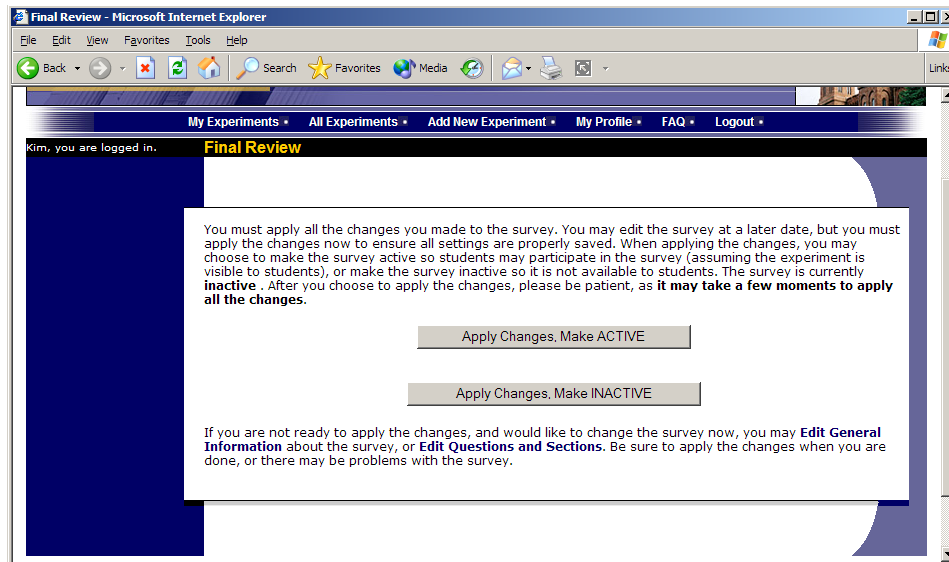 Final Review - Microsoft Internet Explorer
File Edit View Favorites Tools Help
Back Search Favorites Media Links
My Experiments All Experiments Add New Experiment My Profile FAQ Logout
Kim, you are logged in. Final Review
You must apply all the changes you made to the survey. You may edit the survey at a later date, but you must
apply the changes now to ensure all settings are properly saved. When applying the changes, you may
choose to make the survey active so students may participate in the survey (assuming the experiment is
visible to students), or make the survey inactive so it is not available to students. The survey is currently
inactive . After you choose to apply the changes, please be patient, as it may take a few moments to apply
all the changes.
Apply Changes, Make ACTIVE
Apply Changes, Make INACTIVE
If you are not ready to apply the changes, and would like to change the survey now, you may Edit General
Information about the survey, or Edit Questions and Sections. Be sure to apply the changes when you are
done, or there may be problems with the survey.